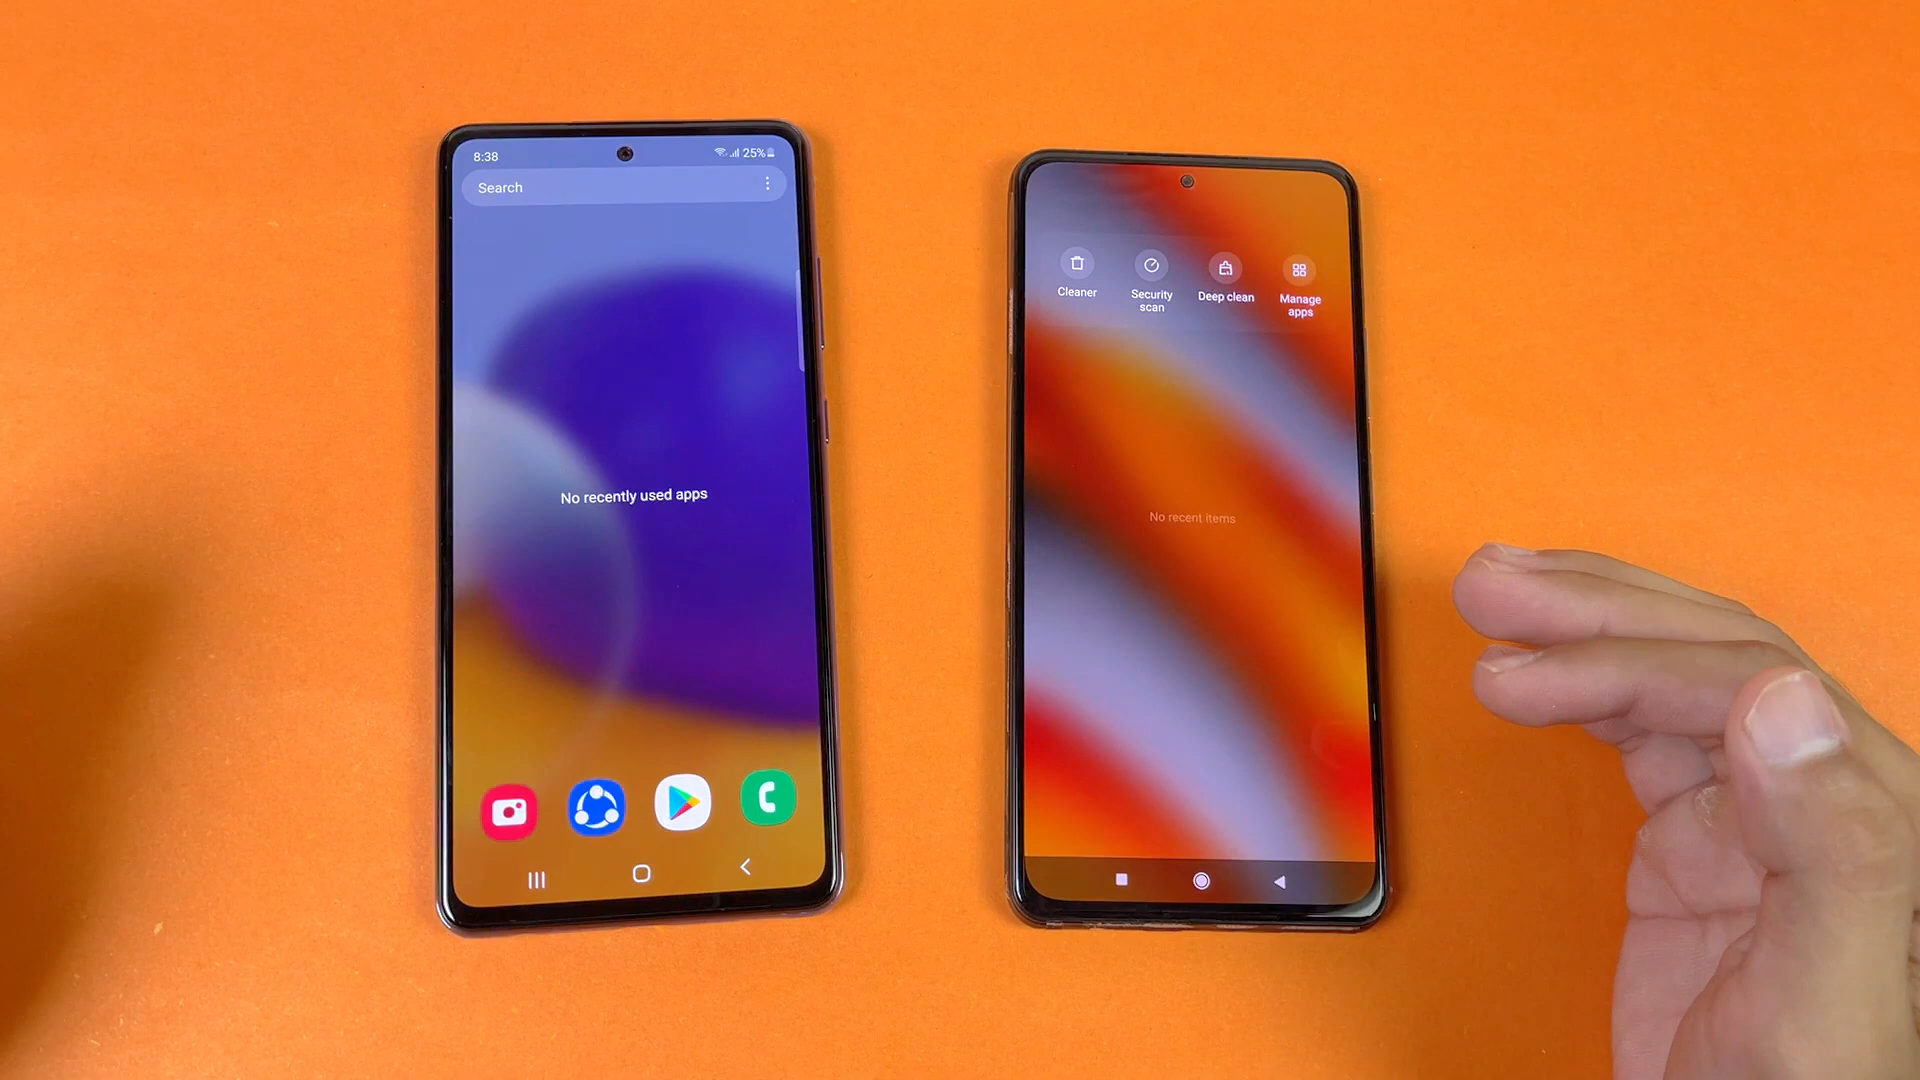 8:38
25%
Search
No recently used apps
Cleaner
Security
scan
Deep clean
Manage
apps
No recent items